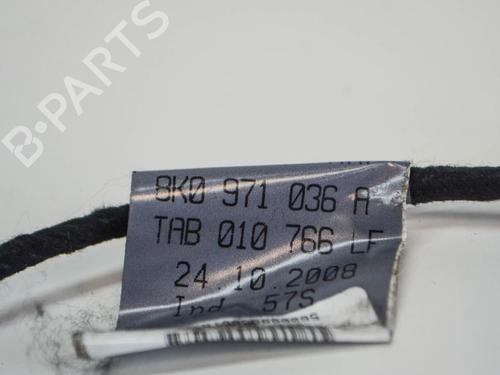 B-PARTS
8K0 971 036 A
TAB 010 766 LF
24.10.2008
Ind. 57S